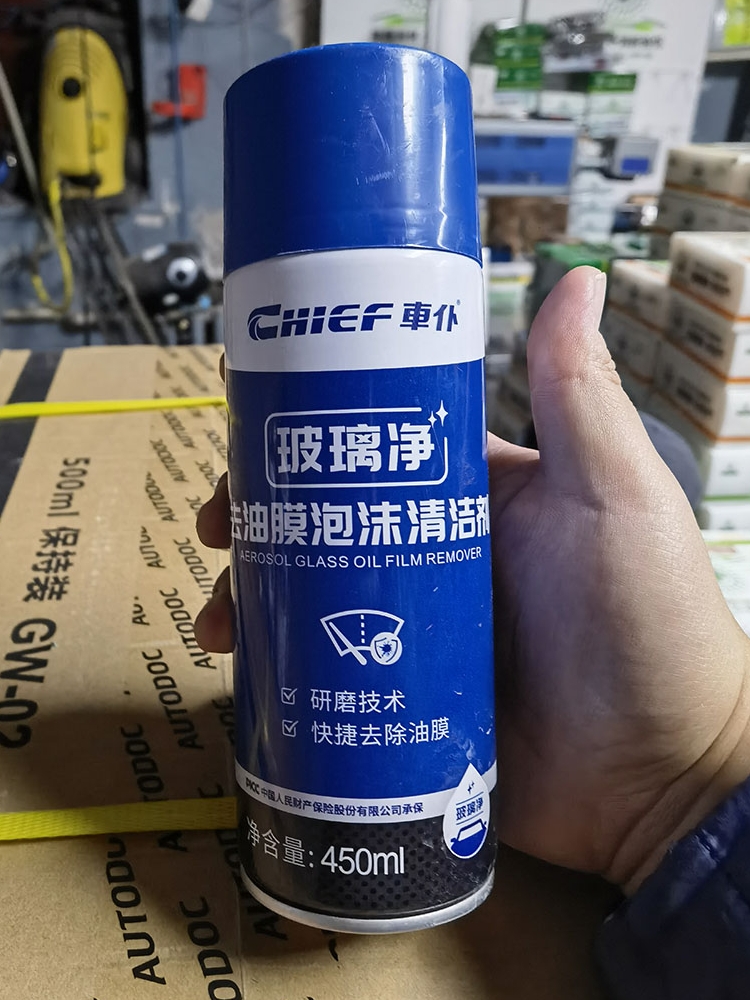 CHIEF 車仆®
玻璃净
去油膜泡沫清洁剂
AEROSOL GLASS OIL FILM REMOVER
研磨技术
快捷去除油膜
PICC 中国人民财产保险股份有限公司承保
玻璃净
净含量: 450ml
500ml 保持装 GW-02
AUTODOC AUTODOC AUTODOC
AUTODOC AUTODOC